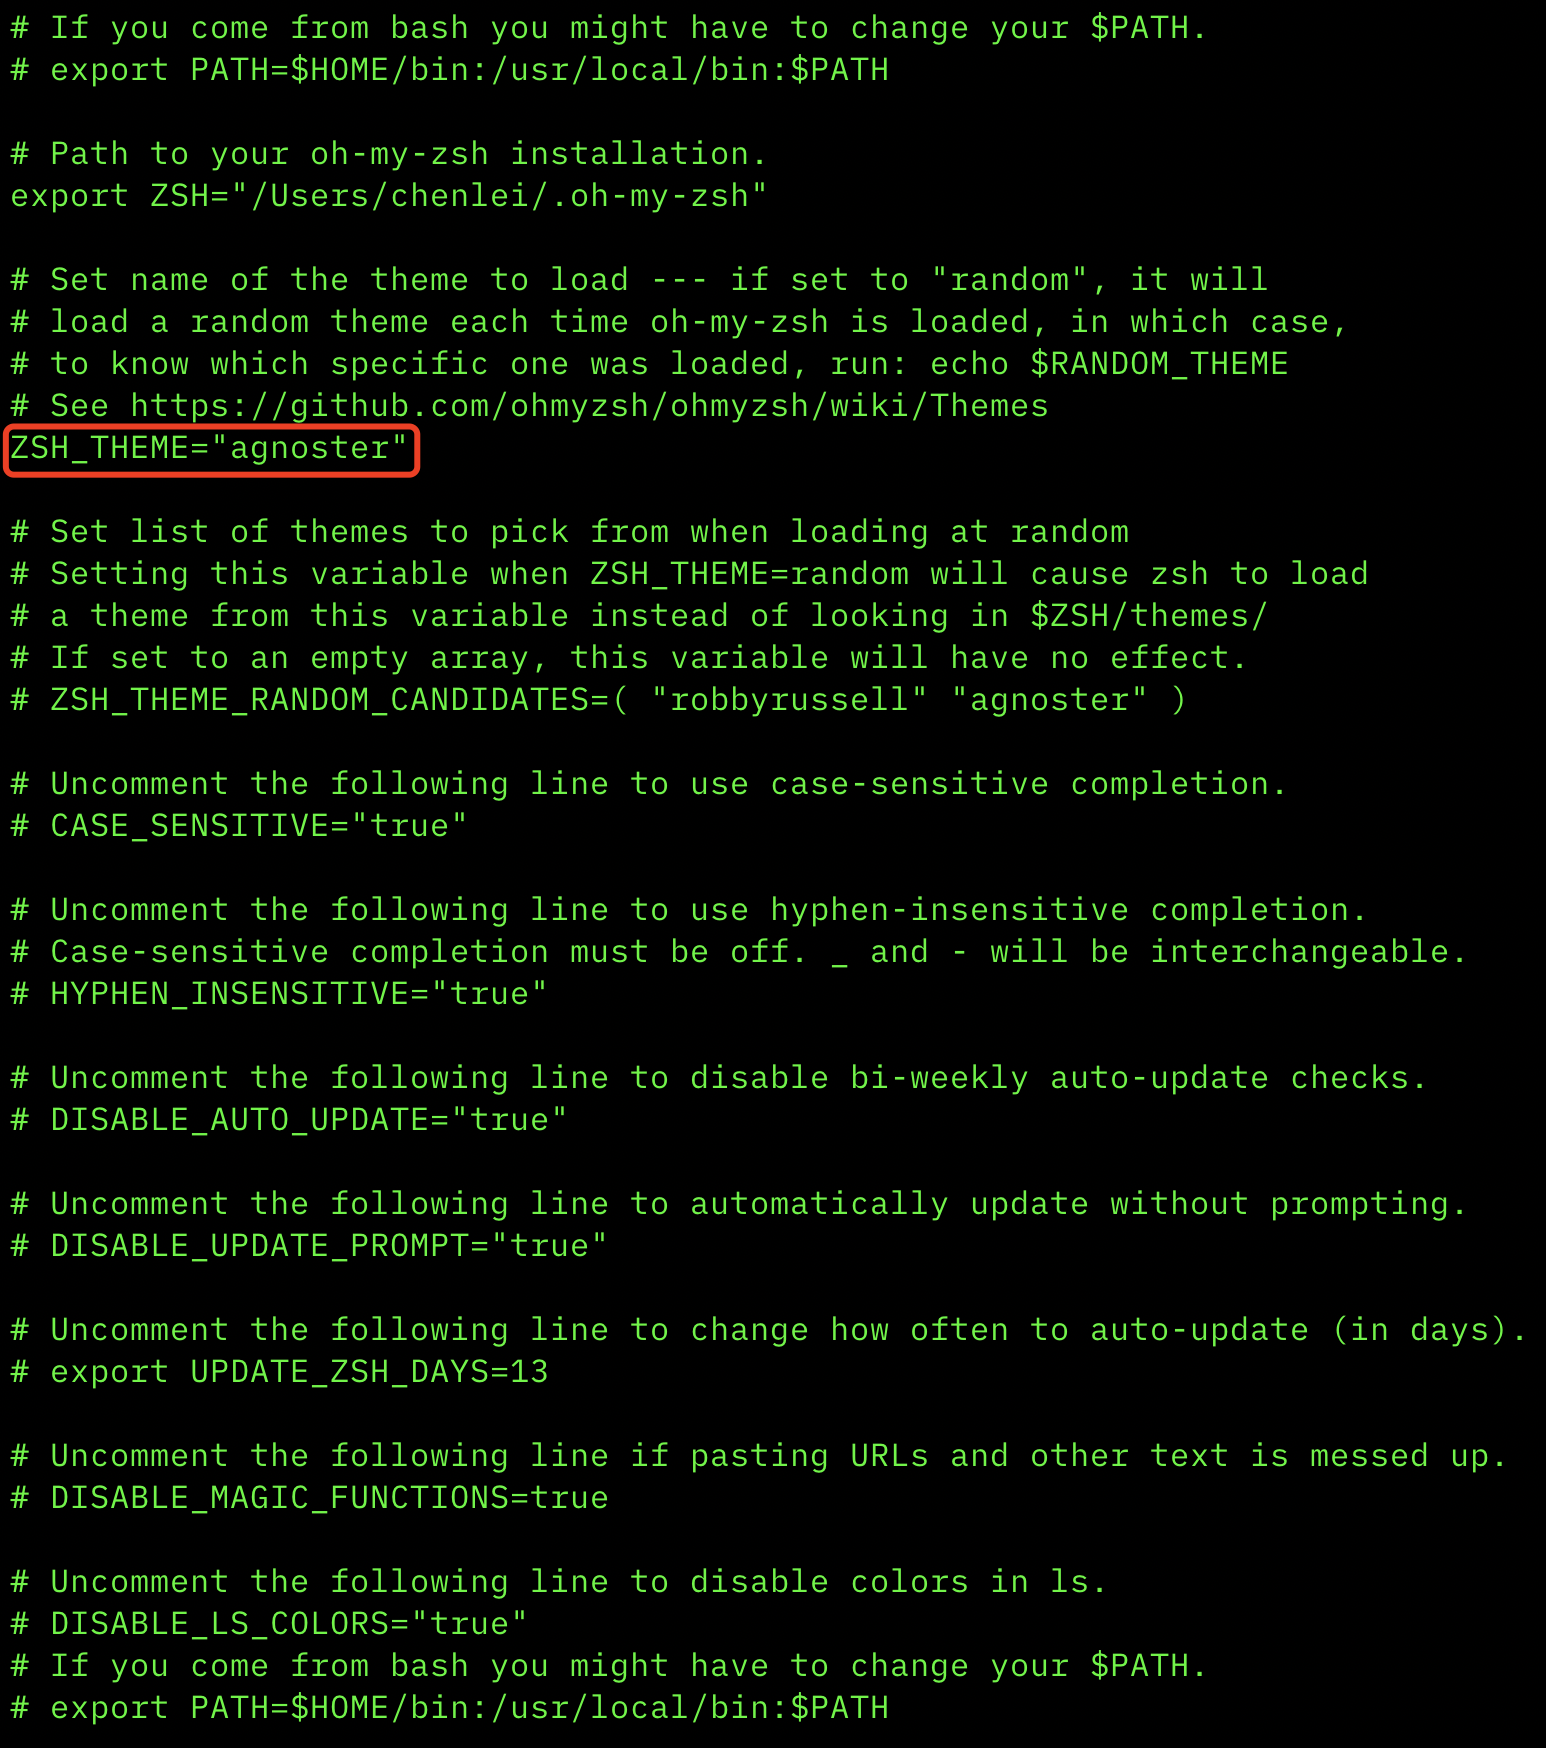 # If you come from bash you might have to change your $PATH.
# export PATH=$HOME/bin:/usr/local/bin:$PATH

# Path to your oh-my-zsh installation.
export ZSH="/Users/chenlei/.oh-my-zsh"

# Set name of the theme to load --- if set to "random", it will
# load a random theme each time oh-my-zsh is loaded, in which case,
# to know which specific one was loaded, run: echo $RANDOM_THEME
# See https://github.com/ohmyzsh/ohmyzsh/wiki/Themes
ZSH_THEME="agnoster"

# Set list of themes to pick from when loading at random
# Setting this variable when ZSH_THEME=random will cause zsh to load
# a theme from this variable instead of looking in $ZSH/themes/
# If set to an empty array, this variable will have no effect.
# ZSH_THEME_RANDOM_CANDIDATES=( "robbyrussell" "agnoster" )

# Uncomment the following line to use case-sensitive completion.
# CASE_SENSITIVE="true"

# Uncomment the following line to use hyphen-insensitive completion.
# Case-sensitive completion must be off. _ and - will be interchangeable.
# HYPHEN_INSENSITIVE="true"

# Uncomment the following line to disable bi-weekly auto-update checks.
# DISABLE_AUTO_UPDATE="true"

# Uncomment the following line to automatically update without prompting.
# DISABLE_UPDATE_PROMPT="true"

# Uncomment the following line to change how often to auto-update (in days).
# export UPDATE_ZSH_DAYS=13

# Uncomment the following line if pasting URLs and other text is messed up.
# DISABLE_MAGIC_FUNCTIONS=true

# Uncomment the following line to disable colors in ls.
# DISABLE_LS_COLORS="true"
# If you come from bash you might have to change your $PATH.
# export PATH=$HOME/bin:/usr/local/bin:$PATH